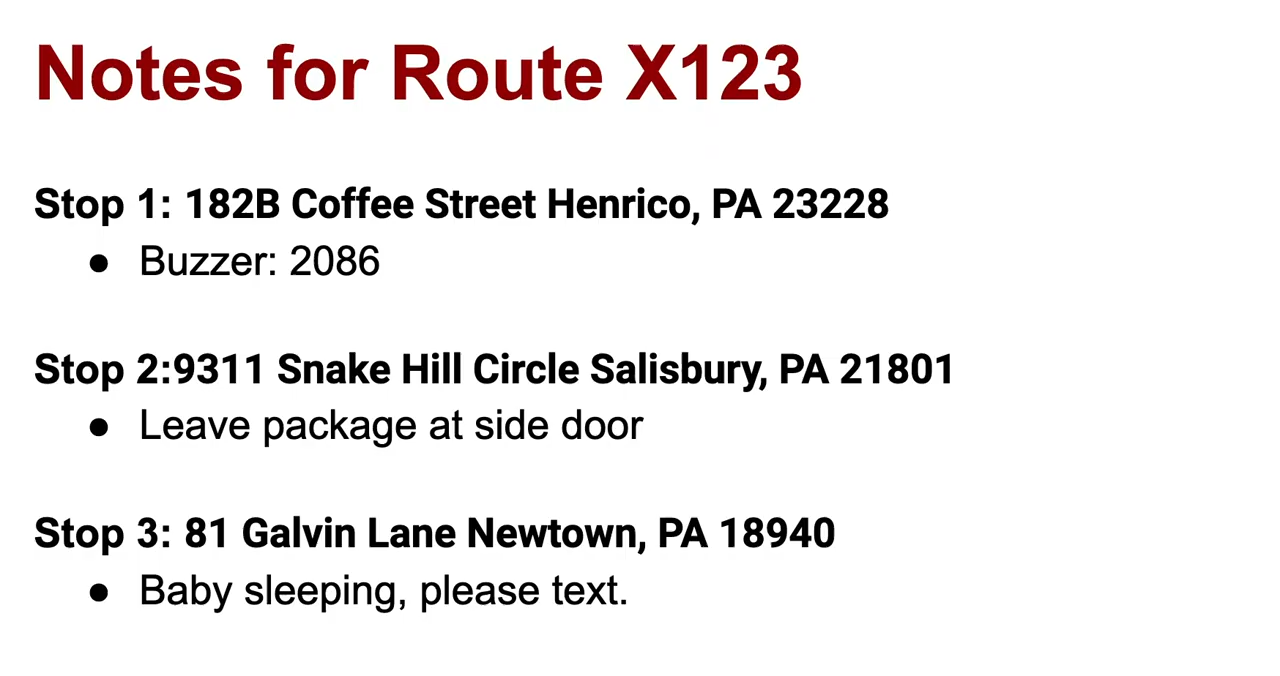 Notes for Route X123
Stop 1: 182B Coffee Street Henrico, PA 23228
● Buzzer: 2086
Stop 2:9311 Snake Hill Circle Salisbury, PA 21801
● Leave package at side door
Stop 3: 81 Galvin Lane Newtown, PA 18940
● Baby sleeping, please text.